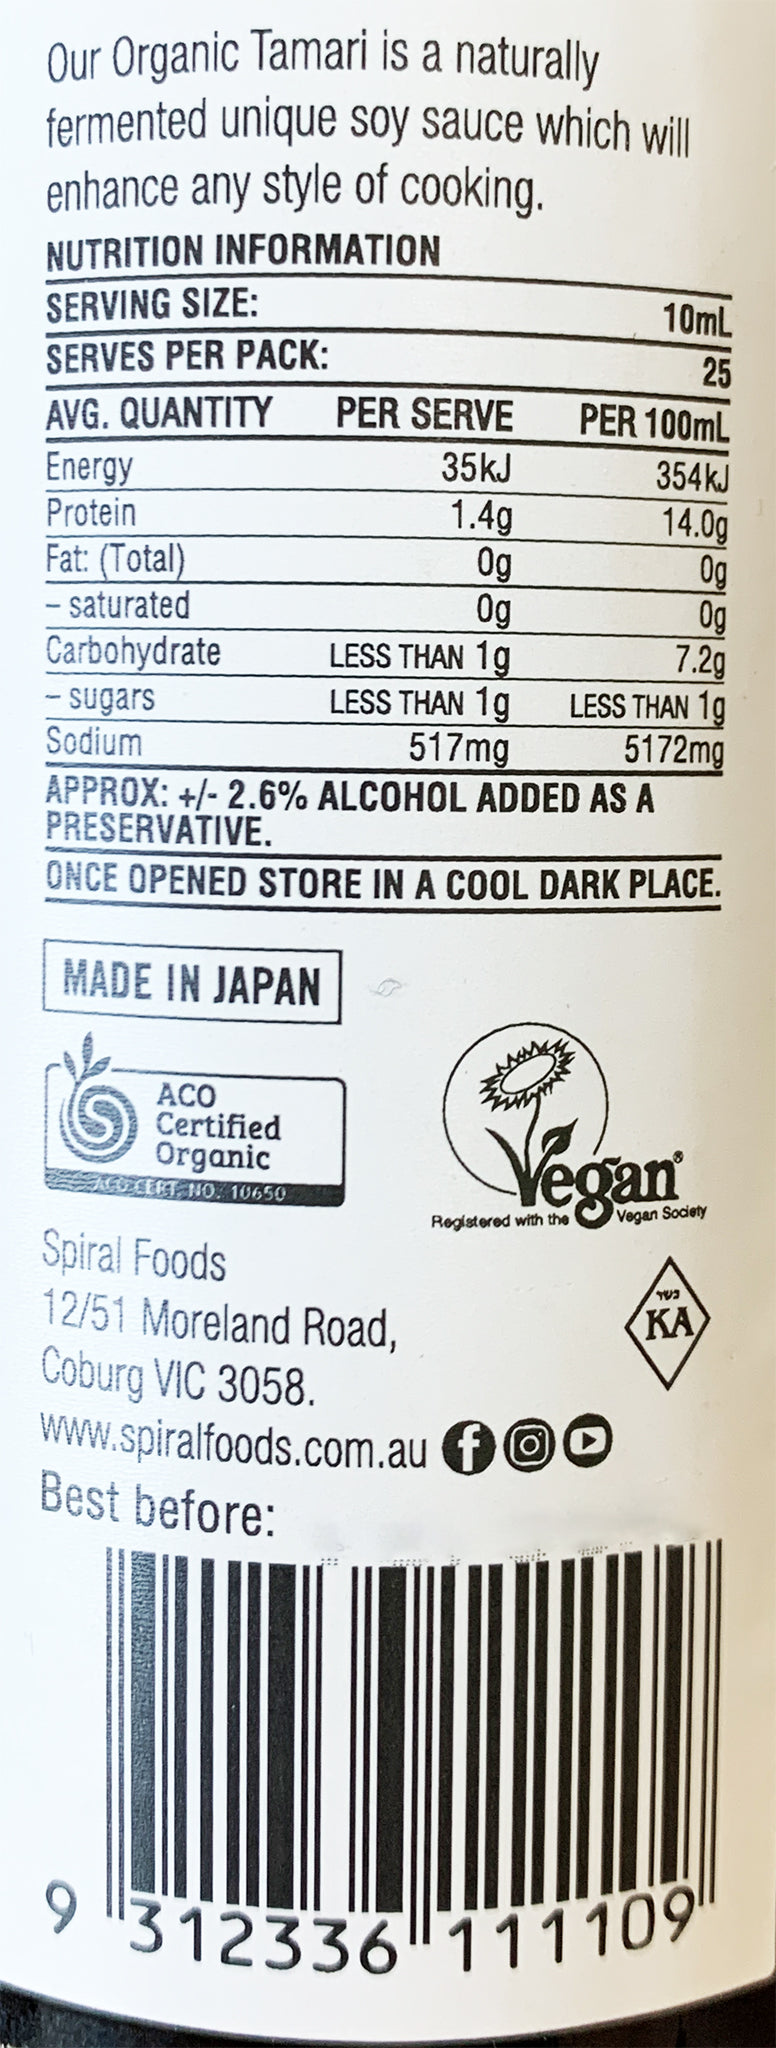 Our Organic Tamari is a naturally
fermented unique soy sauce which will
enhance any style of cooking.
NUTRITION INFORMATION
SERVING SIZE: 10mL
SERVES PER PACK: 25
AVG. QUANTITY PER SERVE PER 100mL
Energy 35kJ 354kJ
Protein 1.4g 14.0g
Fat: (Total) 0g 0g
– saturated 0g 0g
Carbohydrate LESS THAN 1g 7.2g
– sugars LESS THAN 1g LESS THAN 1g
Sodium 517mg 5172mg
APPROX: +/- 2.6% ALCOHOL ADDED AS A
PRESERVATIVE.
ONCE OPENED STORE IN A COOL DARK PLACE.
MADE IN JAPAN
ACO
Certified
Organic
ACO CERT. NO. 10650
Vegan®
Registered with the Vegan Society
Spiral Foods
12/51 Moreland Road,
Coburg VIC 3058.
כשר
KA
www.spiralfoods.com.au
Best before:
9 312336 111109